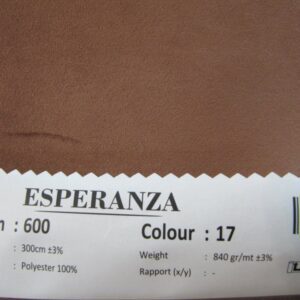 ESPERANZA
: 600 Colour : 17
: 300cm ±3% Weight : 840 gr/mt ±3%
: Polyester 100% Rapport (x/y) : -